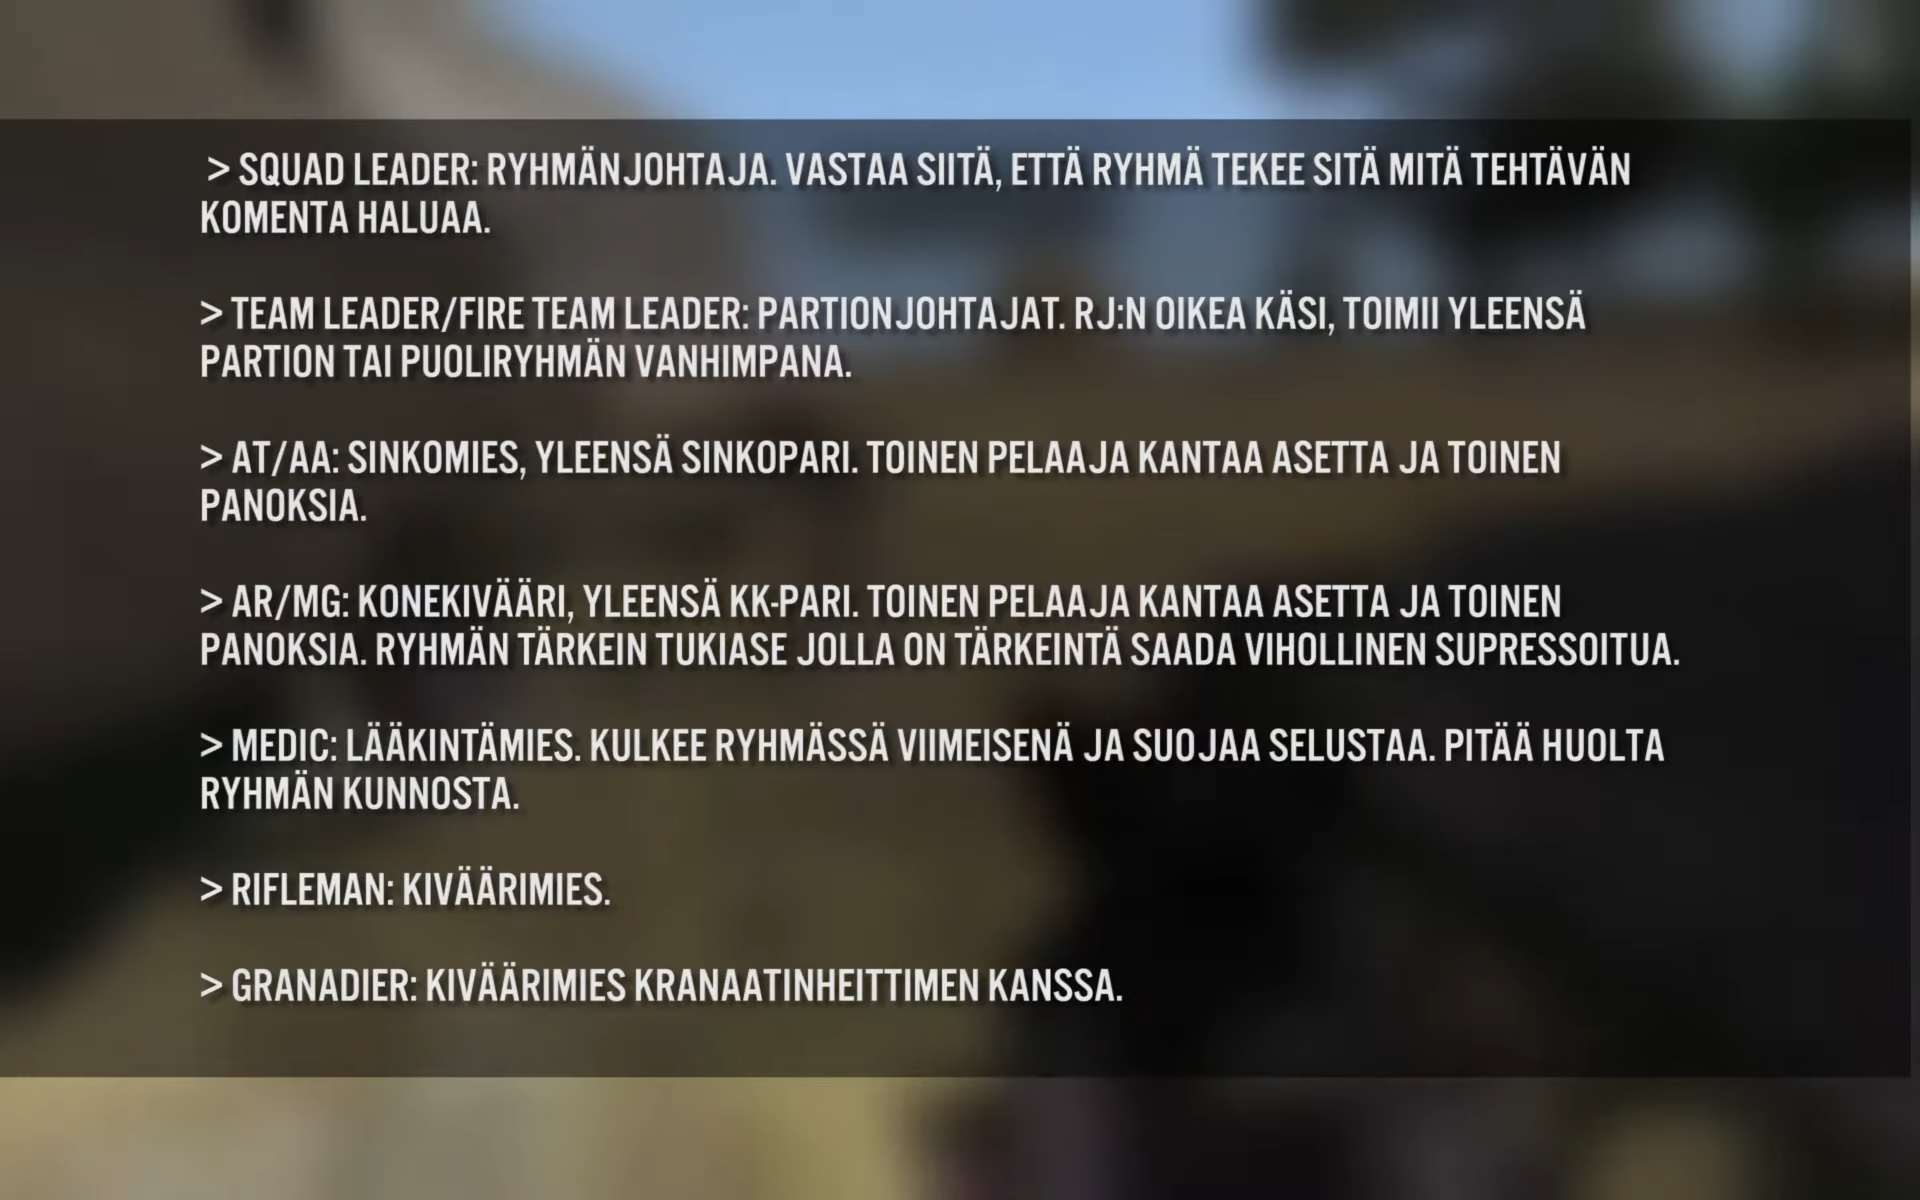 > SQUAD LEADER: RYHMÄNJOHTAJA. VASTAA SIITÄ, ETTÄ RYHMÄ TEKEE SITÄ MITÄ TEHTÄVÄN
KOMENTA HALUAA.
> TEAM LEADER/FIRE TEAM LEADER: PARTIONJOHTAJAT. RJ:N OIKEA KÄSI, TOIMII YLEENSÄ
PARTION TAI PUOLIRYHMÄN VANHIMPANA.
> AT/AA: SINKOMIES, YLEENSÄ SINKOPARI. TOINEN PELAAJA KANTAA ASETTA JA TOINEN
PANOKSIA.
> AR/MG: KONEKIVÄÄRI, YLEENSÄ KK-PARI. TOINEN PELAAJA KANTAA ASETTA JA TOINEN
PANOKSIA. RYHMÄN TÄRKEIN TUKIASE JOLLA ON TÄRKEINTÄ SAADA VIHOLLINEN SUPRESSOITUA.
> MEDIC: LÄÄKINTÄMIES. KULKEE RYHMÄSSÄ VIIMEISENÄ JA SUOJAA SELUSTAA. PITÄÄ HUOLTA
RYHMÄN KUNNOSTA.
> RIFLEMAN: KIVÄÄRIMIES.
> GRANADIER: KIVÄÄRIMIES KRANAATINHEITTIMEN KANSSA.